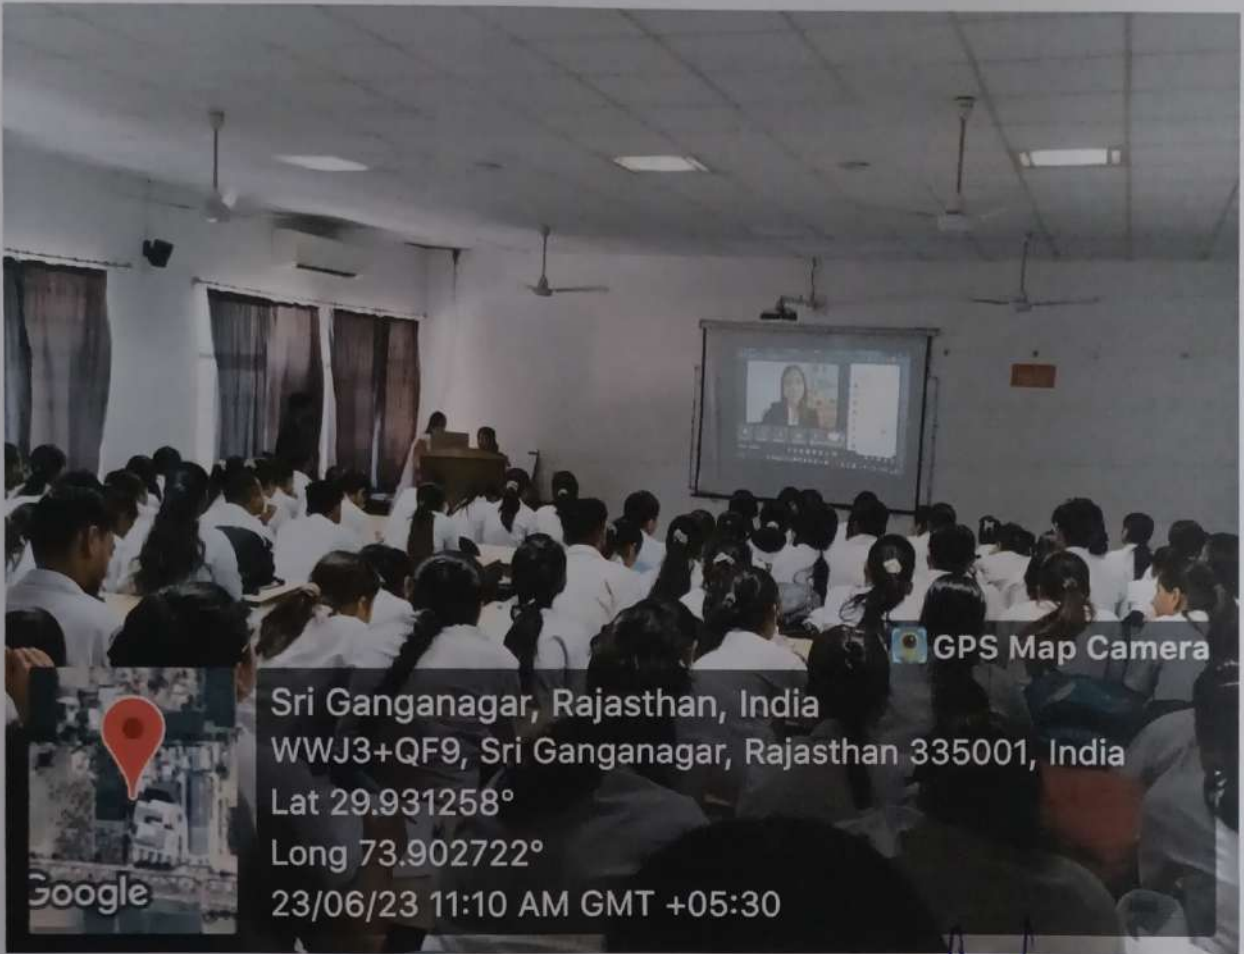 GPS Map Camera
Sri Ganganagar, Rajasthan, India
WWJ3+QF9, Sri Ganganagar, Rajasthan 335001, India
Lat 29.931258°
Long 73.902722°
23/06/23 11:10 AM GMT +05:30
Google